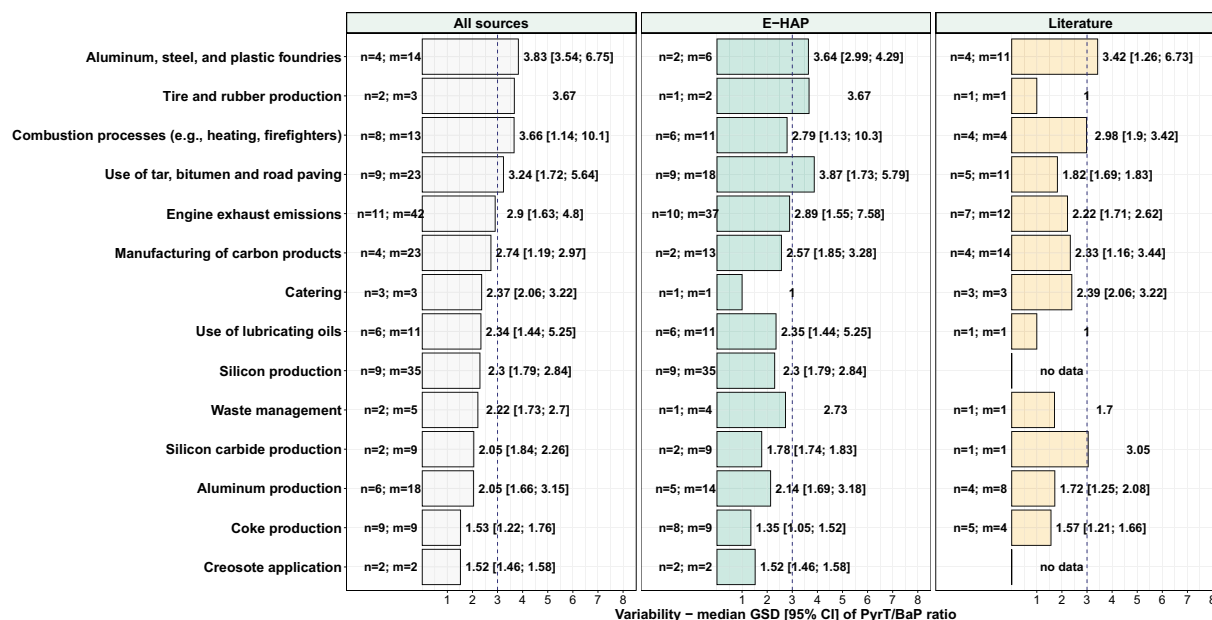 All sources E−HAP Literature
Aluminum, steel, and plastic foundries n=4; m=14 3.83 [3.54; 6.75] n=2; m=6 3.64 [2.99; 4.29] n=4; m=11 3.42 [1.26; 6.73]
Tire and rubber production n=2; m=3 3.67 n=1; m=2 3.67 n=1; m=1 1
Combustion processes (e.g., heating, firefighters) n=8; m=13 3.66 [1.14; 10.1] n=6; m=11 2.79 [1.13; 10.3] n=4; m=4 2.98 [1.9; 3.42]
Use of tar, bitumen and road paving n=9; m=23 3.24 [1.72; 5.64] n=9; m=18 3.87 [1.73; 5.79] n=5; m=11 1.82 [1.69; 1.83]
Engine exhaust emissions n=11; m=42 2.9 [1.63; 4.8] n=10; m=37 2.89 [1.55; 7.58] n=7; m=12 2.22 [1.71; 2.62]
Manufacturing of carbon products n=4; m=23 2.74 [1.19; 2.97] n=2; m=13 2.57 [1.85; 3.28] n=4; m=14 2.33 [1.16; 3.44]
Catering n=3; m=3 2.37 [2.06; 3.22] n=1; m=1 1 n=3; m=3 2.39 [2.06; 3.22]
Use of lubricating oils n=6; m=11 2.34 [1.44; 5.25] n=6; m=11 2.35 [1.44; 5.25] n=1; m=1 1
Silicon production n=9; m=35 2.3 [1.79; 2.84] n=9; m=35 2.3 [1.79; 2.84] no data
Waste management n=2; m=5 2.22 [1.73; 2.7] n=1; m=4 2.73 n=1; m=1 1.7
Silicon carbide production n=2; m=9 2.05 [1.84; 2.26] n=2; m=9 1.78 [1.74; 1.83] n=1; m=1 3.05
Aluminum production n=6; m=18 2.05 [1.66; 3.15] n=5; m=14 2.14 [1.69; 3.18] n=4; m=8 1.72 [1.25; 2.08]
Coke production n=9; m=9 1.53 [1.22; 1.76] n=8; m=9 1.35 [1.05; 1.52] n=5; m=4 1.57 [1.21; 1.66]
Creosote application n=2; m=2 1.52 [1.46; 1.58] n=2; m=2 1.52 [1.46; 1.58] no data
1 2 3 4 5 6 7 8 1 2 3 4 5 6 7 8 1 2 3 4 5 6 7 8
Variability − median GSD [95% CI] of PyrT/BaP ratio